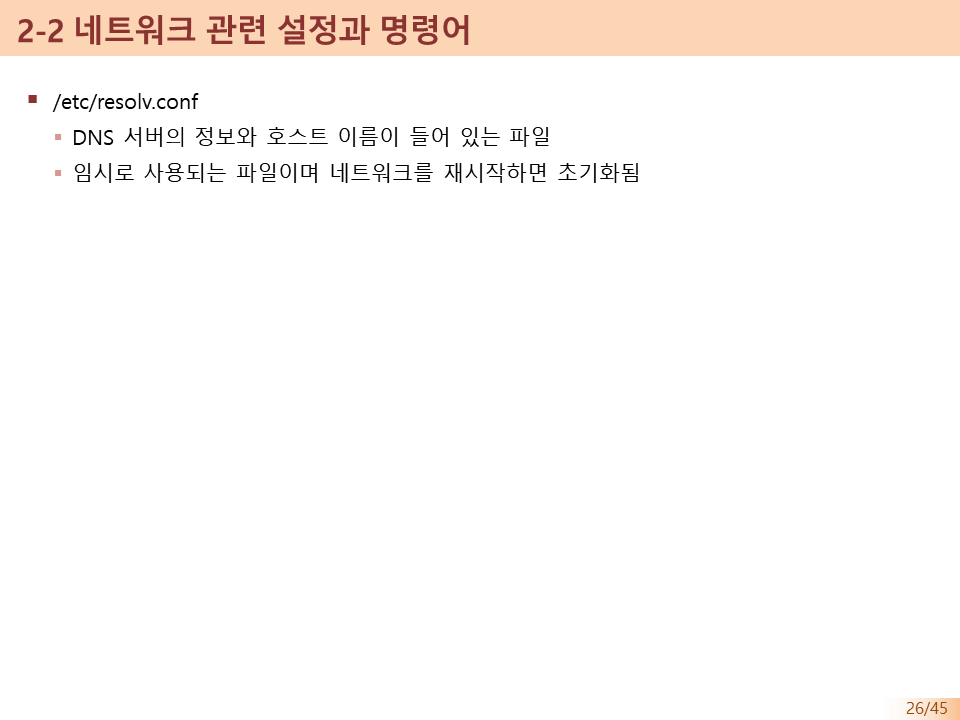 2-2 네트워크 관련 설정과 명령어
/etc/resolv.conf
DNS 서버의 정보와 호스트 이름이 들어 있는 파일
임시로 사용되는 파일이며 네트워크를 재시작하면 초기화됨
26/45